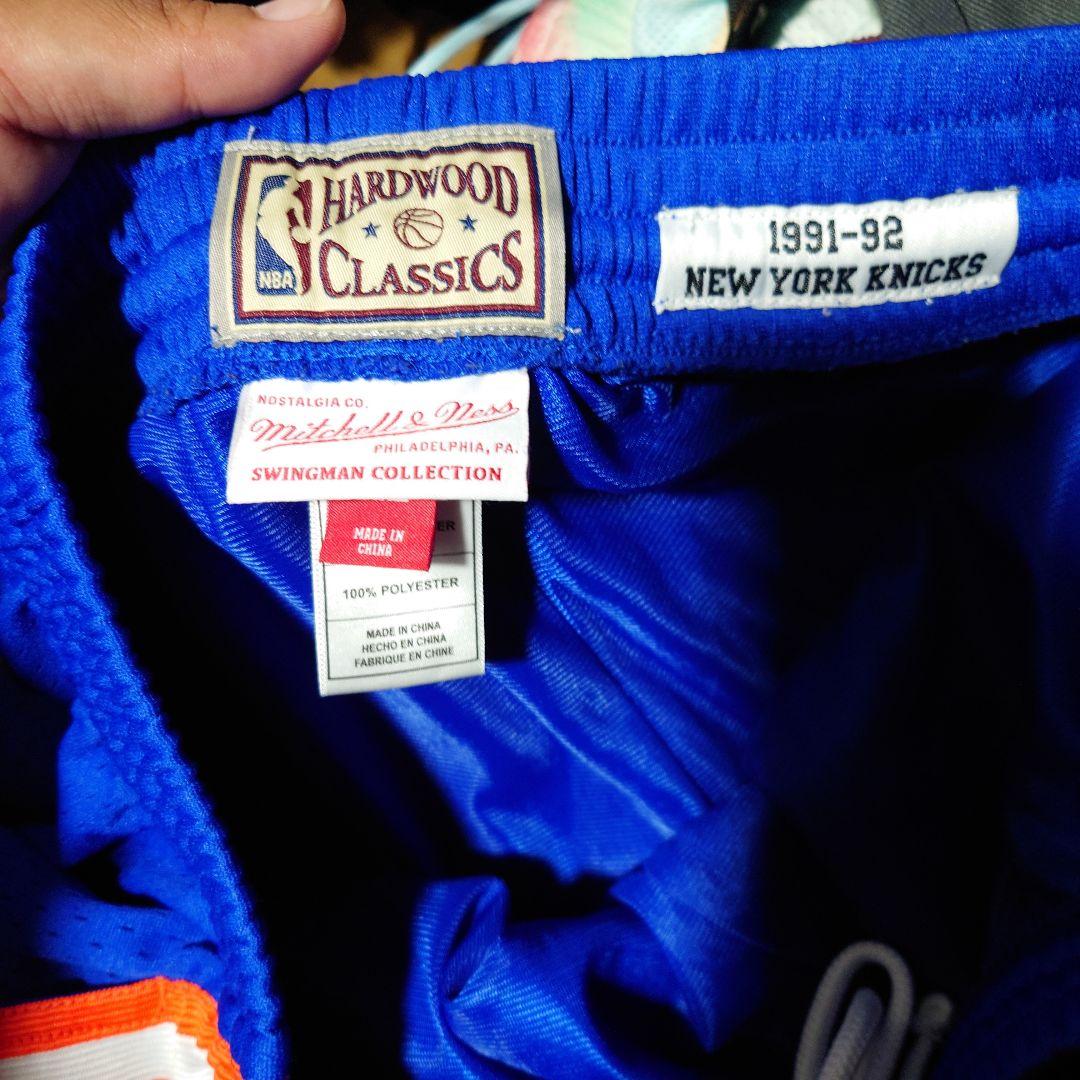 HARDWOOD
CLASSICS
NBA
1991-92
NEW YORK KNICKS
NOSTALGIA CO.
Mitchell & Ness
PHILADELPHIA, PA.
SWINGMAN COLLECTION
MADE IN
CHINA
100% POLYESTER
MADE IN CHINA
HECHO EN CHINA
FABRIQUE EN CHINE